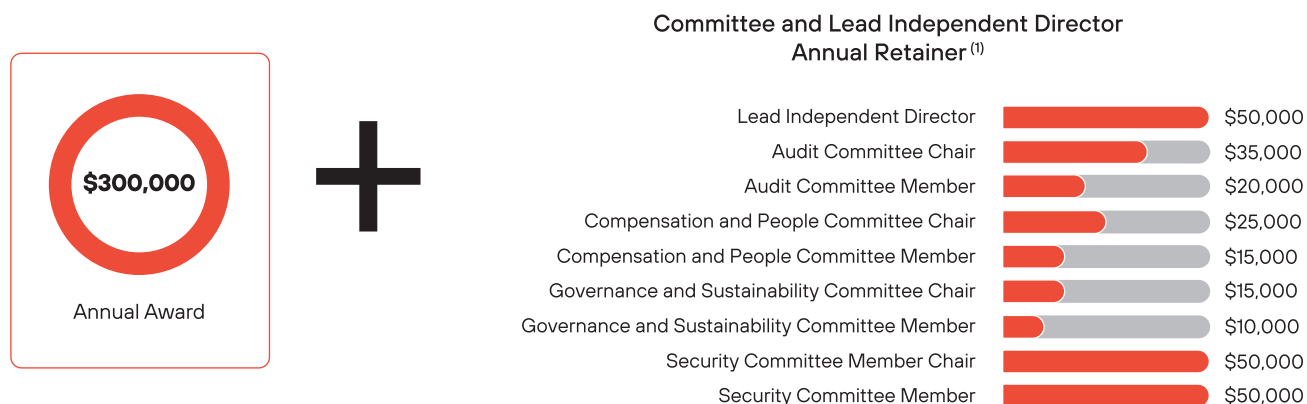 $300,000
Annual Award
Committee and Lead Independent Director
Annual Retainer (1)
Lead Independent Director $50,000
Audit Committee Chair $35,000
Audit Committee Member $20,000
Compensation and People Committee Chair $25,000
Compensation and People Committee Member $15,000
Governance and Sustainability Committee Chair $15,000
Governance and Sustainability Committee Member $10,000
Security Committee Member Chair $50,000
Security Committee Member $50,000